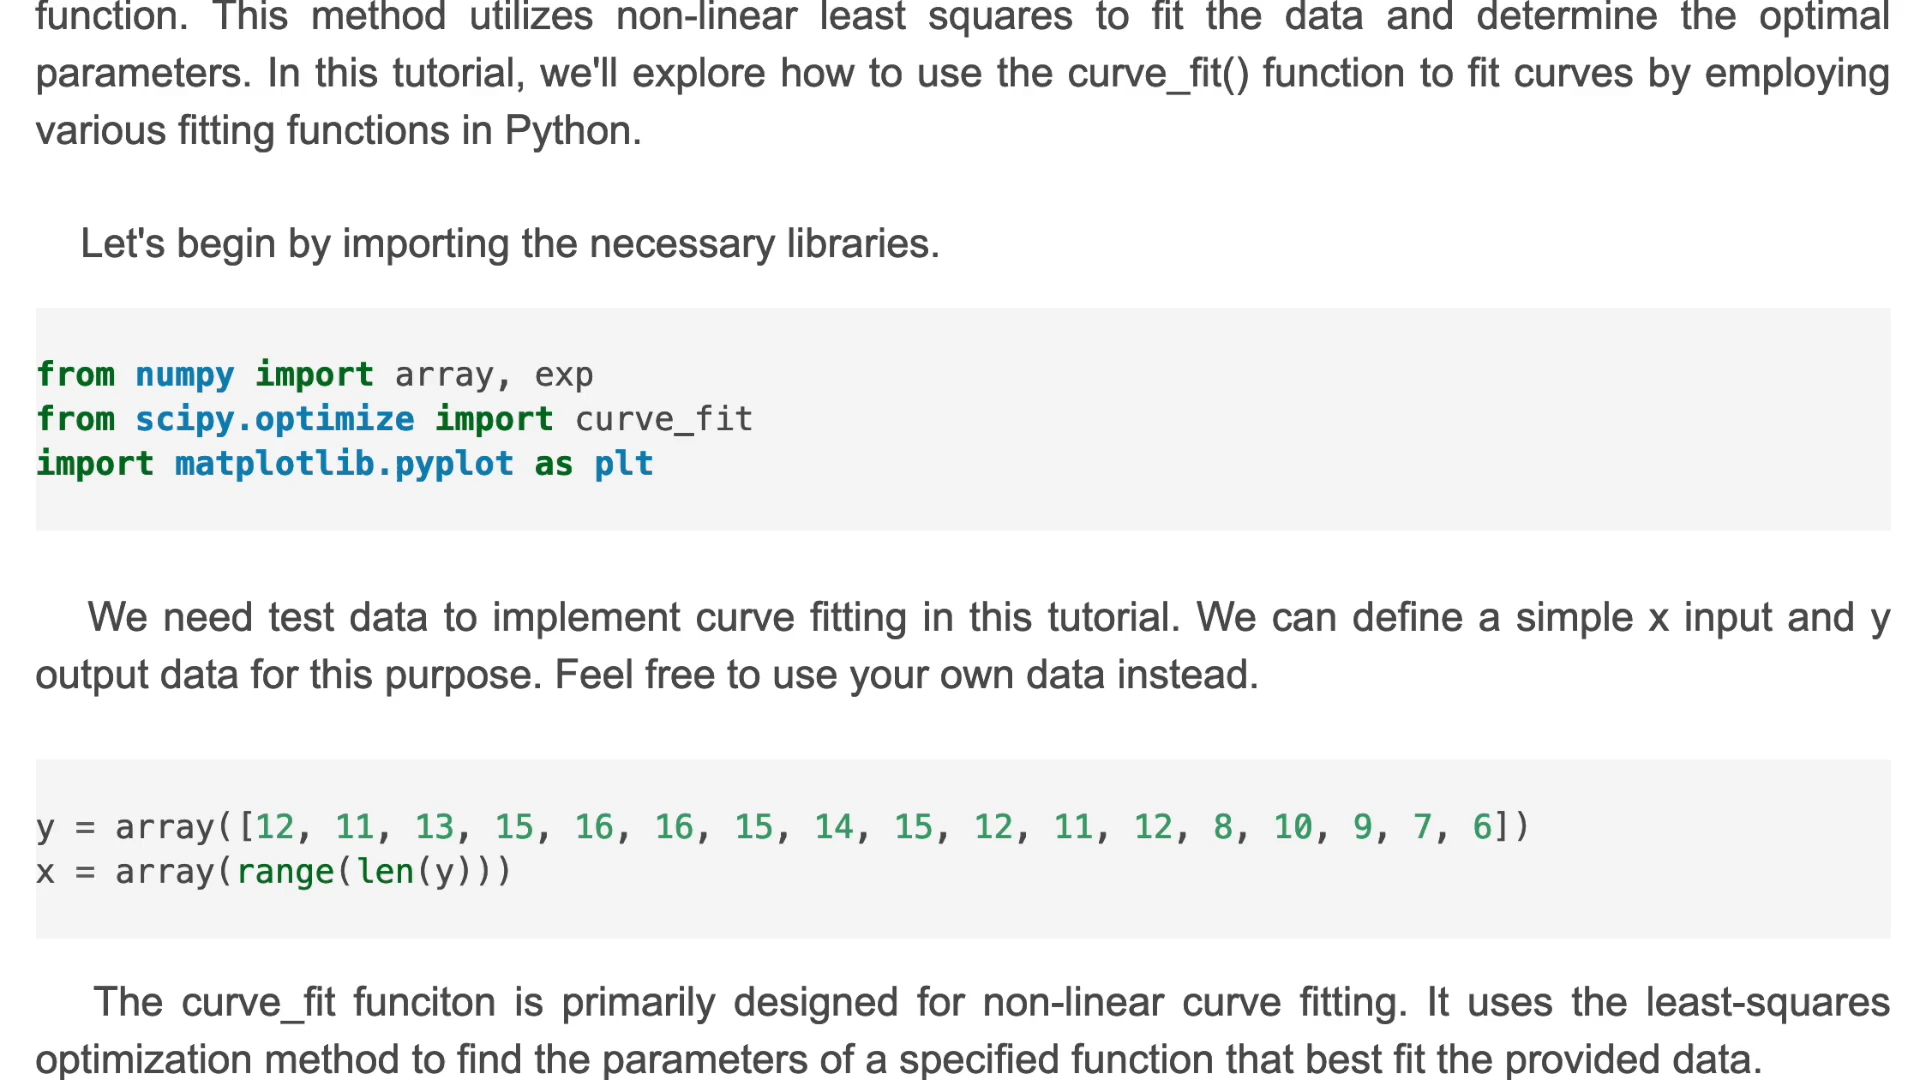 function. This method utilizes non-linear least squares to fit the data and determine the optimal
parameters. In this tutorial, we'll explore how to use the curve_fit() function to fit curves by employing
various fitting functions in Python.
Let's begin by importing the necessary libraries.
from numpy import array, exp
from scipy.optimize import curve_fit
import matplotlib.pyplot as plt
We need test data to implement curve fitting in this tutorial. We can define a simple x input and y
output data for this purpose. Feel free to use your own data instead.
y = array([12, 11, 13, 15, 16, 16, 15, 14, 15, 12, 11, 12, 8, 10, 9, 7, 6])
x = array(range(len(y)))
The curve_fit funciton is primarily designed for non-linear curve fitting. It uses the least-squares
optimization method to find the parameters of a specified function that best fit the provided data.